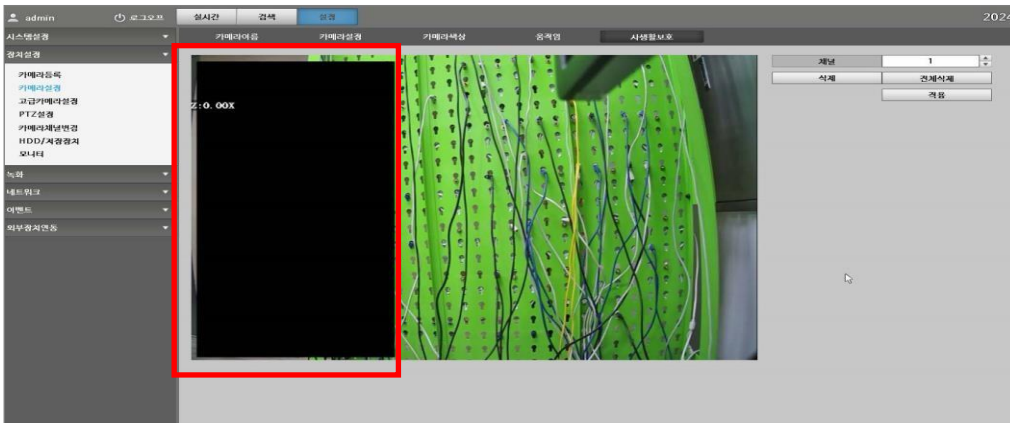 admin 로그오프 실시간 검색 설정 2024
시스템설정 카메라이름 카메라설정 카메라색상 움직임 사생활보호
장치설정 채널 1
삭제 전체삭제
적용
카메라등록
카메라설정
고급카메라설정
PTZ설정
카메라채널변경
HDD/저장장치
모니터
Z:0.00X
녹화
네트워크
이벤트
외부장치연동